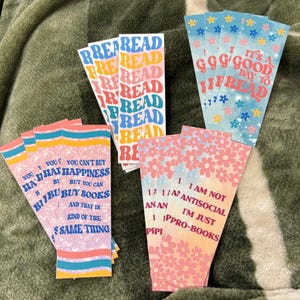 READ
READ
READ
READ
READ
READ
READ
IT'S A
GOOD
DAY TO
READ
YOU CAN'T BUY
HAPPINESS
BUT YOU CAN
BUY BOOKS
AND THAT IS
KIND OF THE
SAME THING
I AM NOT
ANTISOCIAL
I'M JUST
PRO-BOOKS